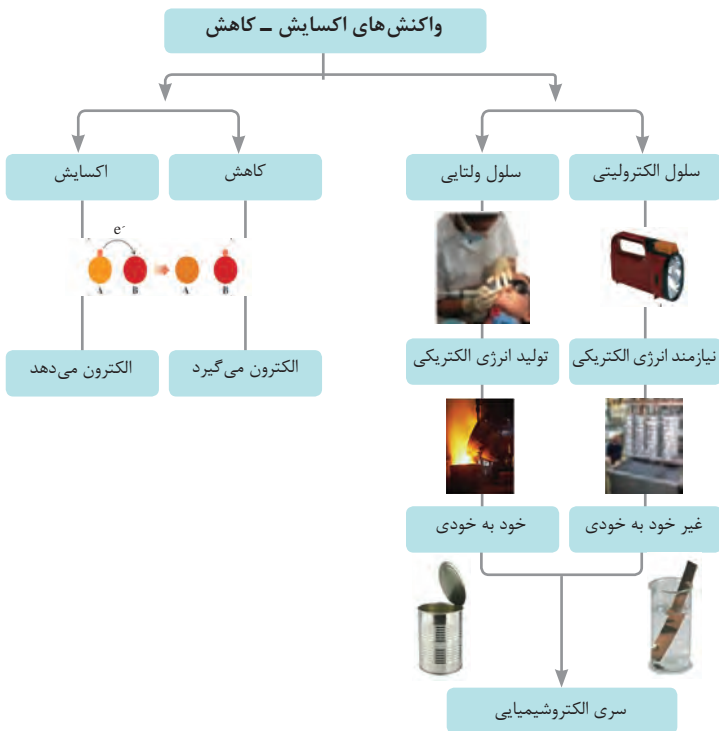 واکنش‌های اکسایش ــ کاهش
سلول الکترولیتی
سلول ولتایی
کاهش
اکسایش
e⁻
A B A B
نیازمند انرژی الکتریکی
تولید انرژی الکتریکی
الکترون می‌گیرد
الکترون می‌دهد
غیر خود به خودی
خود به خودی
سری الکتروشیمیایی